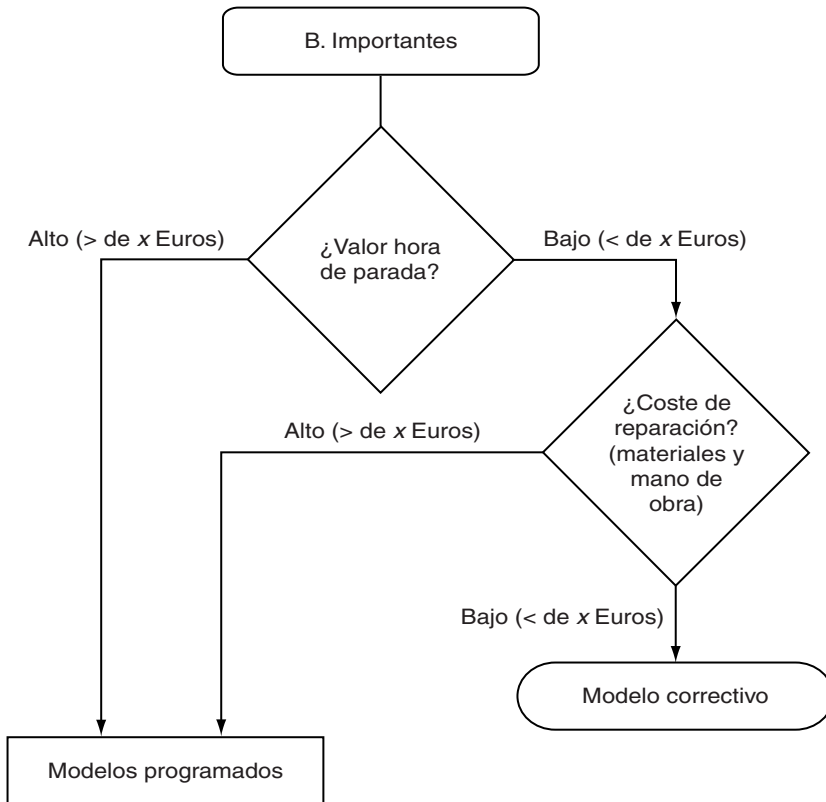 B. Importantes
Alto (> de x Euros)
¿Valor hora
de parada?
Bajo (< de x Euros)
Alto (> de x Euros)
¿Coste de
reparación?
(materiales y
mano de
obra)
Bajo (< de x Euros)
Modelo correctivo
Modelos programados